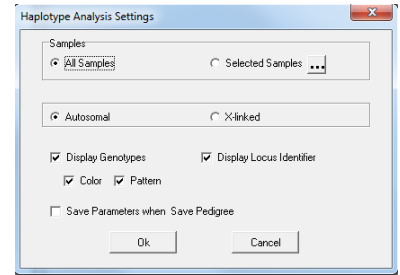 Haplotype Analysis Settings
Samples
All Samples
Selected Samples ...
Autosomal
X-linked
Display Genotypes
Display Locus Identifier
Color
Pattern
Save Parameters when Save Pedigree
Ok
Cancel